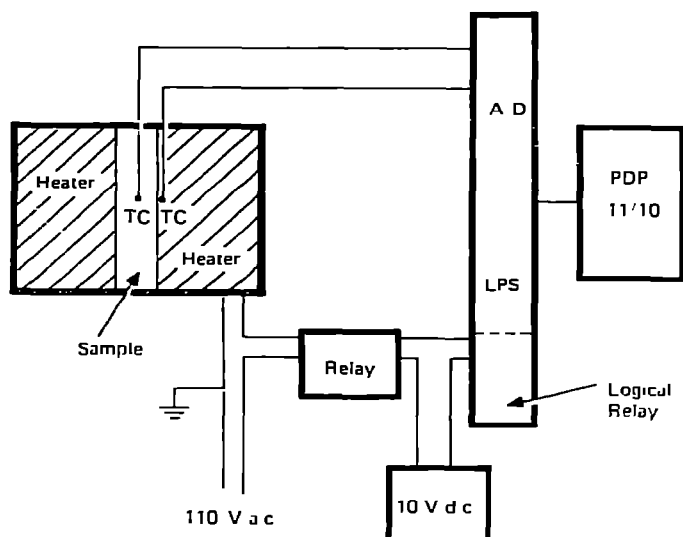 A D
PDP
11/10
Heater
TC TC
Heater
LPS
Sample
Relay
Logical
Relay
110 V a c
10 V d c